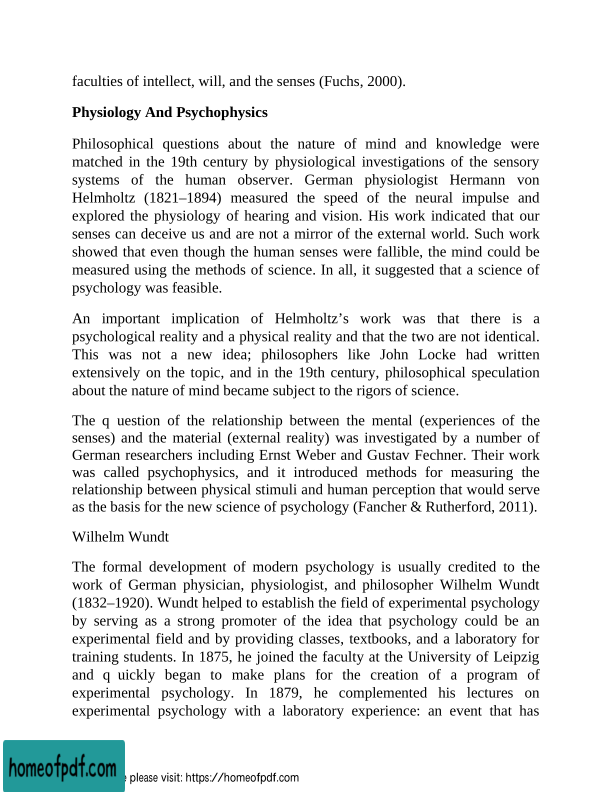 faculties of intellect, will, and the senses (Fuchs, 2000).
Physiology And Psychophysics
Philosophical questions about the nature of mind and knowledge were
matched in the 19th century by physiological investigations of the sensory
systems of the human observer. German physiologist Hermann von
Helmholtz (1821–1894) measured the speed of the neural impulse and
explored the physiology of hearing and vision. His work indicated that our
senses can deceive us and are not a mirror of the external world. Such work
showed that even though the human senses were fallible, the mind could be
measured using the methods of science. In all, it suggested that a science of
psychology was feasible.
An important implication of Helmholtz’s work was that there is a
psychological reality and a physical reality and that the two are not identical.
This was not a new idea; philosophers like John Locke had written
extensively on the topic, and in the 19th century, philosophical speculation
about the nature of mind became subject to the rigors of science.
The q uestion of the relationship between the mental (experiences of the
senses) and the material (external reality) was investigated by a number of
German researchers including Ernst Weber and Gustav Fechner. Their work
was called psychophysics, and it introduced methods for measuring the
relationship between physical stimuli and human perception that would serve
as the basis for the new science of psychology (Fancher & Rutherford, 2011).
Wilhelm Wundt
The formal development of modern psychology is usually credited to the
work of German physician, physiologist, and philosopher Wilhelm Wundt
(1832–1920). Wundt helped to establish the field of experimental psychology
by serving as a strong promoter of the idea that psychology could be an
experimental field and by providing classes, textbooks, and a laboratory for
training students. In 1875, he joined the faculty at the University of Leipzig
and q uickly began to make plans for the creation of a program of
experimental psychology. In 1879, he complemented his lectures on
experimental psychology with a laboratory experience: an event that has
homeofpdf.com
please visit: https://homeofpdf.com